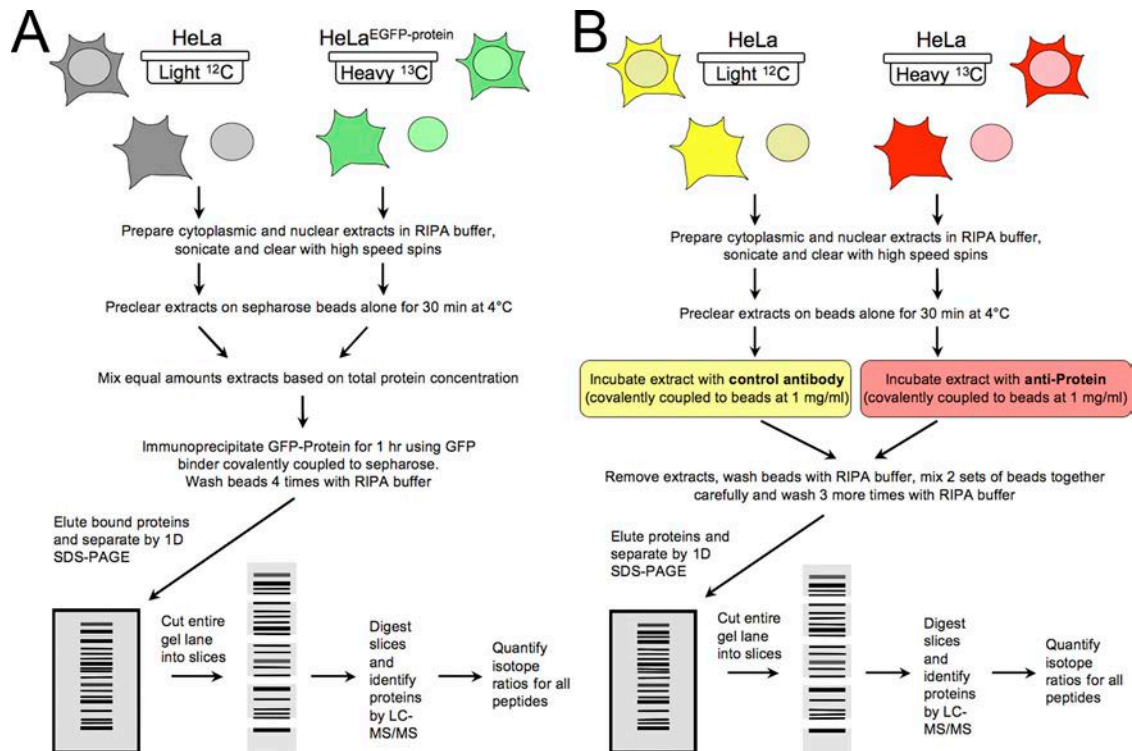 A
HeLa
Light ¹²C
HeLa^EGFP-protein
Heavy ¹³C
Prepare cytoplasmic and nuclear extracts in RIPA buffer,
sonicate and clear with high speed spins
Preclear extracts on sepharose beads alone for 30 min at 4°C
Mix equal amounts extracts based on total protein concentration
Immunoprecipitate GFP-Protein for 1 hr using GFP
binder covalently coupled to sepharose.
Wash beads 4 times with RIPA buffer
Elute bound proteins
and separate by 1D
SDS-PAGE
Cut entire
gel lane
into slices
Digest
slices
and
identify
proteins
by LC-
MS/MS
Quantify
isotope
ratios for all
peptides
B
HeLa
Light ¹²C
HeLa
Heavy ¹³C
Prepare cytoplasmic and nuclear extracts in RIPA buffer,
sonicate and clear with high speed spins
Preclear extracts on beads alone for 30 min at 4°C
Incubate extract with control antibody
(covalently coupled to beads at 1 mg/ml)
Incubate extract with anti-Protein
(covalently coupled to beads at 1 mg/ml)
Remove extracts, wash beads with RIPA buffer, mix 2 sets of beads together
carefully and wash 3 more times with RIPA buffer
Elute proteins and
separate by 1D
SDS-PAGE
Cut entire
gel lane
into slices
Digest
slices
and
identify
proteins
by LC-
MS/MS
Quantify
isotope
ratios for all
peptides